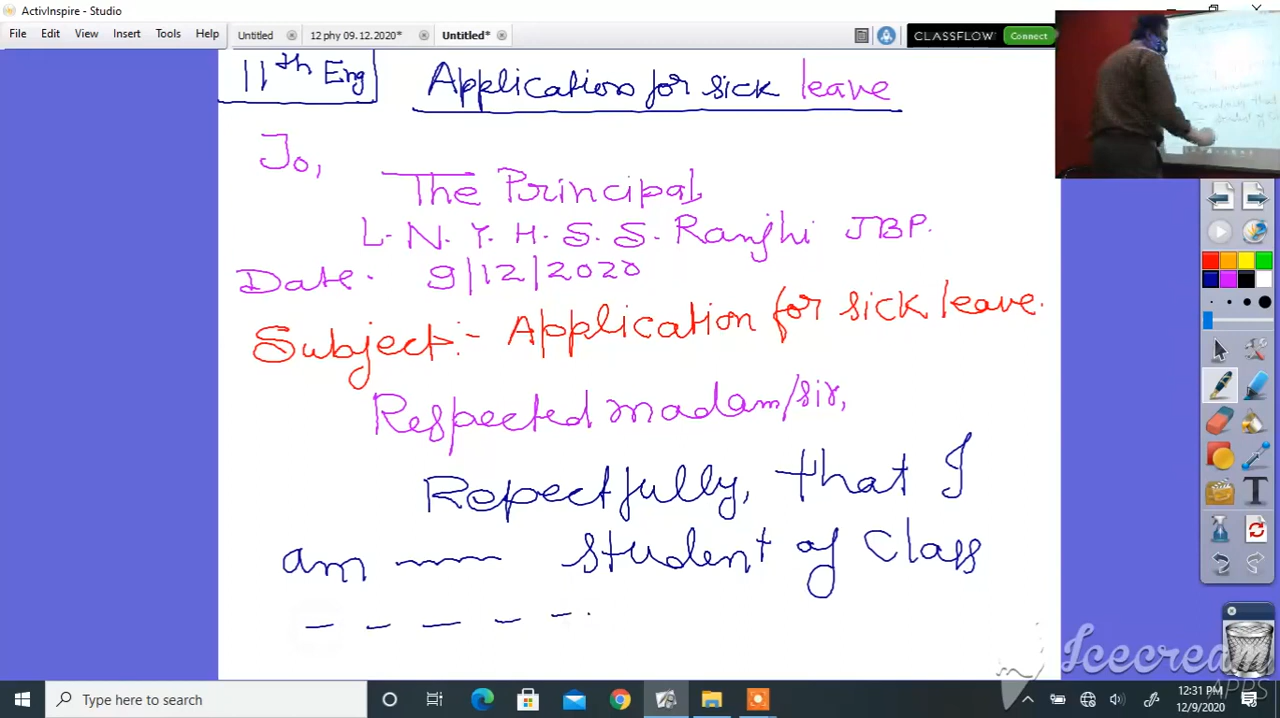 ActivInspire - Studio
File Edit View Insert Tools Help
Untitled 12 phy 09.12.2020* Untitled* CLASSFLOW Connect
11th Eng Application for sick leave
To,
The Principal,
L. N. Y. H. S. S. Ranjhi JBP.
Date. 9/12/2020
Subject:- Application for sick leave.
Respected madam/sir,
Repectfully, that I
am —— student of Class
- - - - -
Icecream
APPS
Type here to search
12:31 PM
12/9/2020